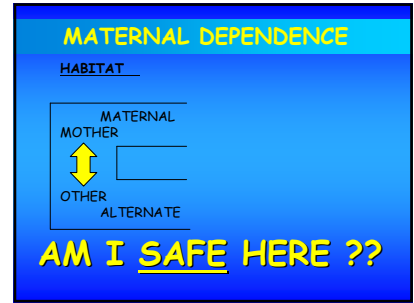 MATERNAL DEPENDENCE
HABITAT
MATERNAL
MOTHER
OTHER
ALTERNATE
AM I SAFE HERE ??